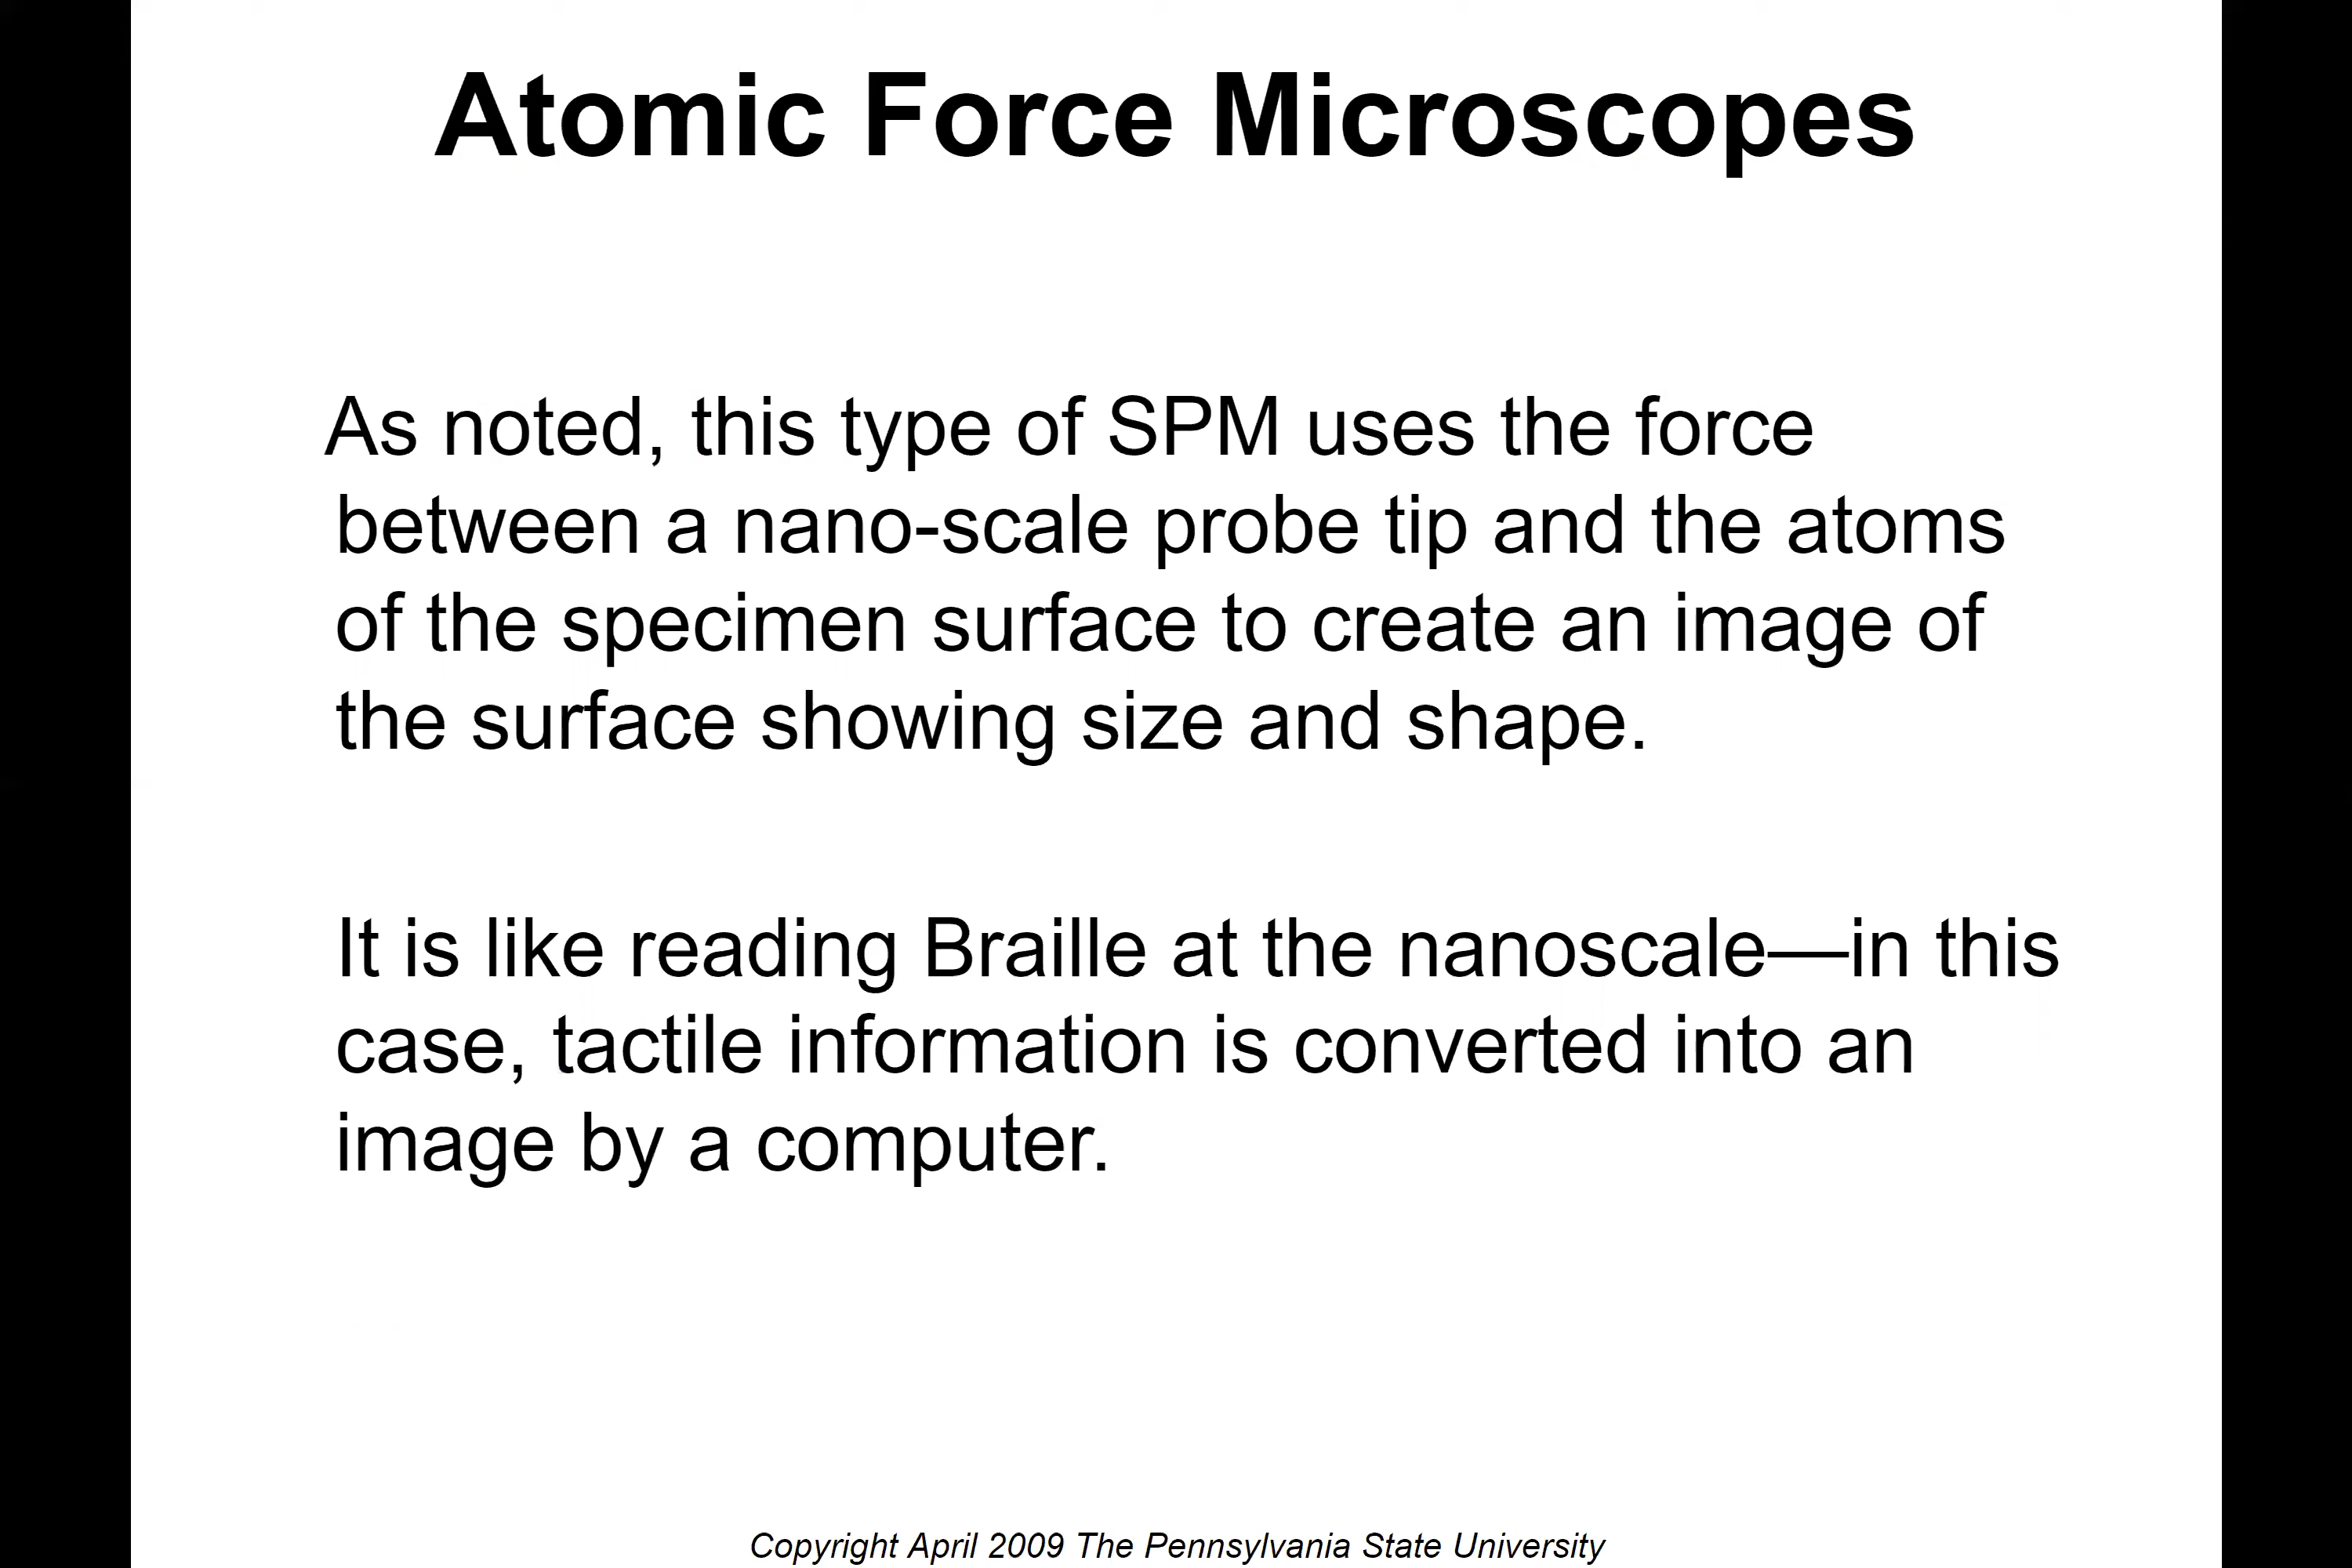 Atomic Force Microscopes
As noted, this type of SPM uses the force
between a nano-scale probe tip and the atoms
of the specimen surface to create an image of
the surface showing size and shape.
It is like reading Braille at the nanoscale—in this
case, tactile information is converted into an
image by a computer.
Copyright April 2009 The Pennsylvania State University